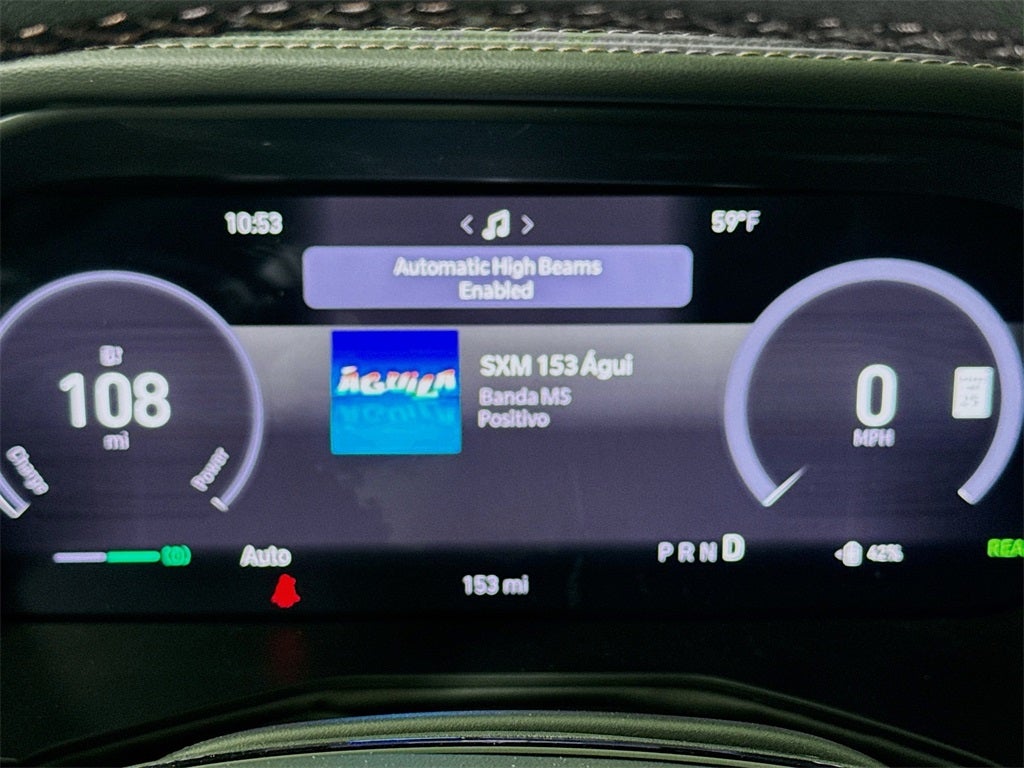 10:53
59°F
Automatic High Beams
Enabled
ÁGUILA
SXM 153 Águi
Banda MS
Positivo
108
mi
Charge
Power
0
MPH
Auto
P R N D
42%
REA
153 mi